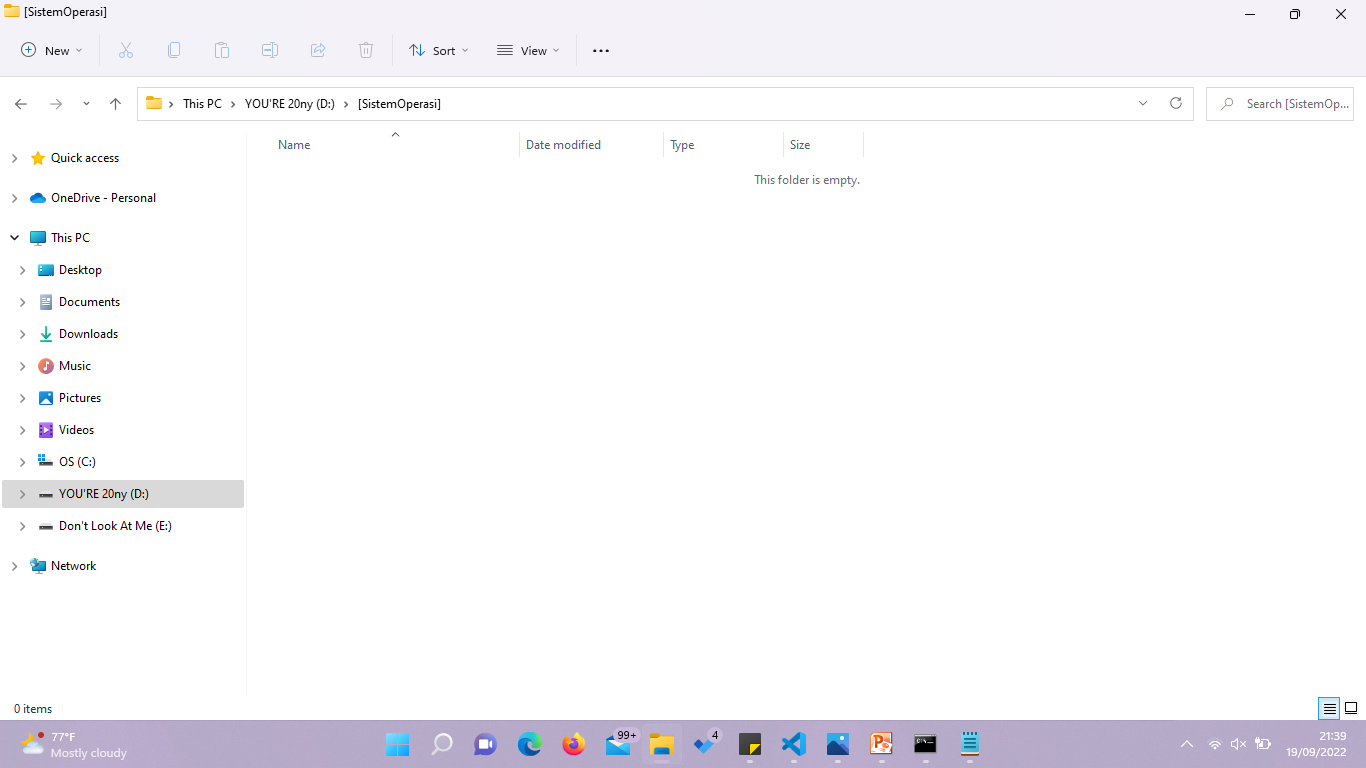 [SistemOperasi]
New
Sort
View
This PC > YOU'RE 20ny (D:) > [SistemOperasi]
Search [SistemOp...
Name Date modified Type Size
This folder is empty.
Quick access
OneDrive - Personal
This PC
Desktop
Documents
Downloads
Music
Pictures
Videos
OS (C:)
YOU'RE 20ny (D:)
Don't Look At Me (E:)
Network
0 items
77°F
Mostly cloudy
99+
4
21:39
19/09/2022